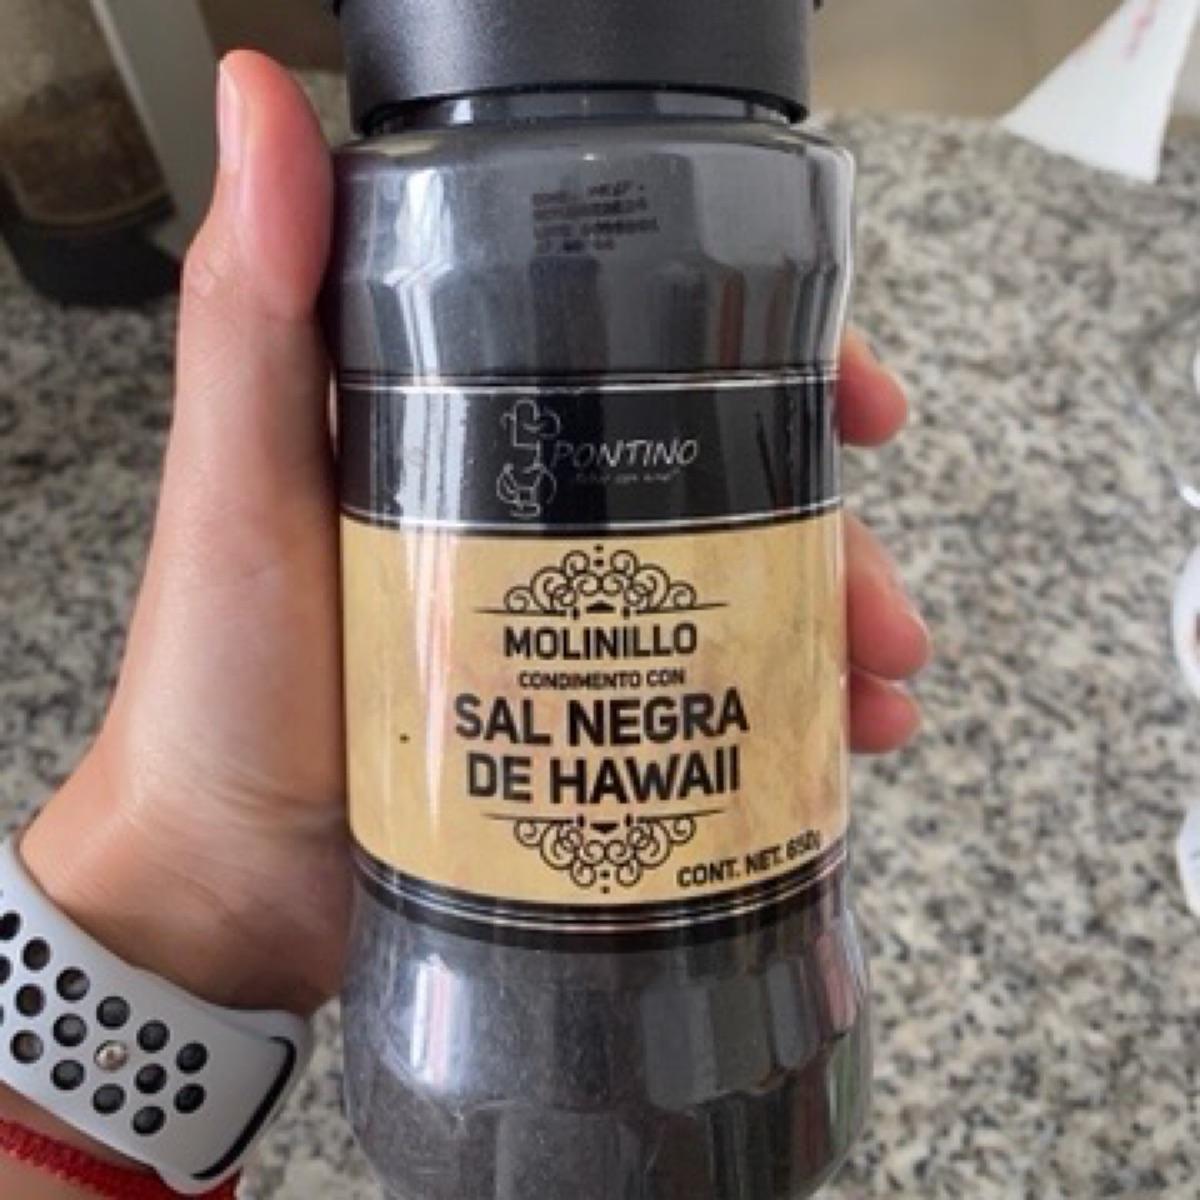 PONTINO
MOLINILLO
CONDIMENTO CON
SAL NEGRA
DE HAWAII
CONT. NET. 650g